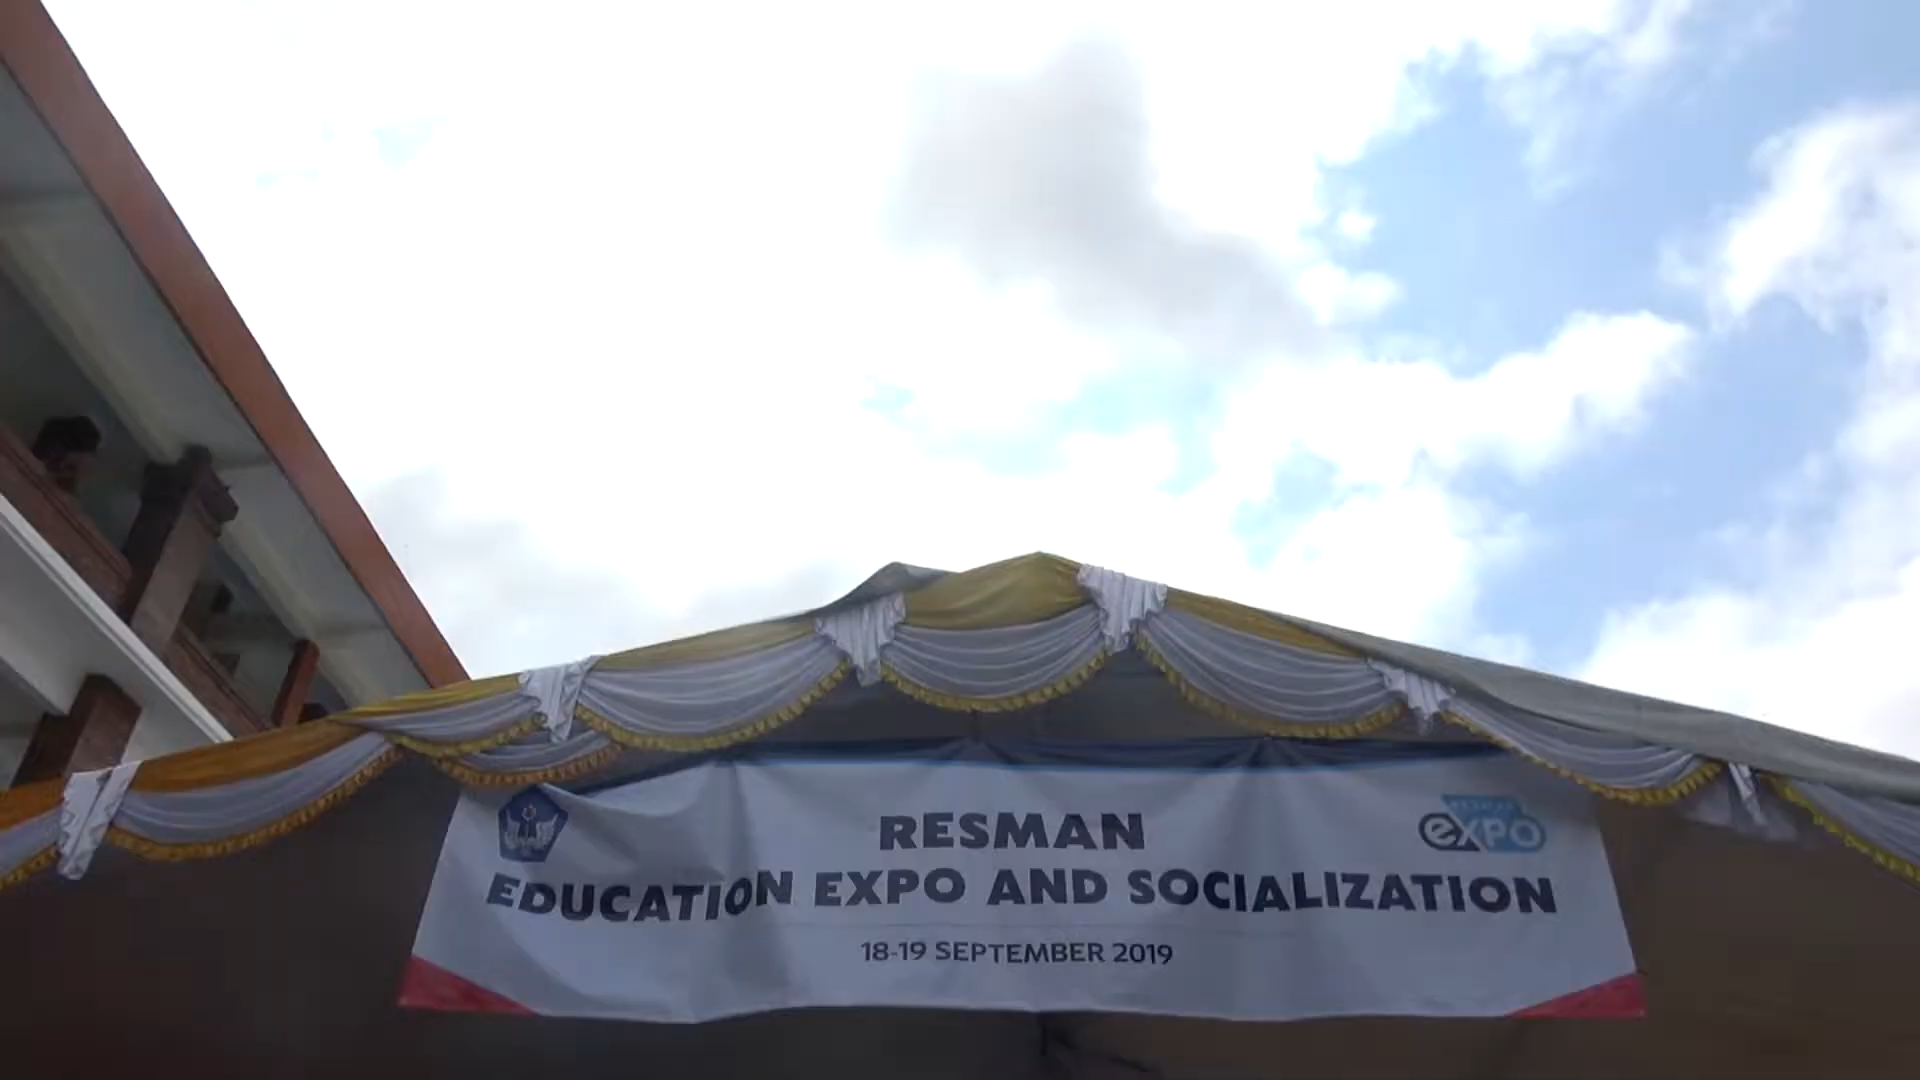 RESMAN
EDUCATION EXPO AND SOCIALIZATION
18-19 SEPTEMBER 2019
eXPO